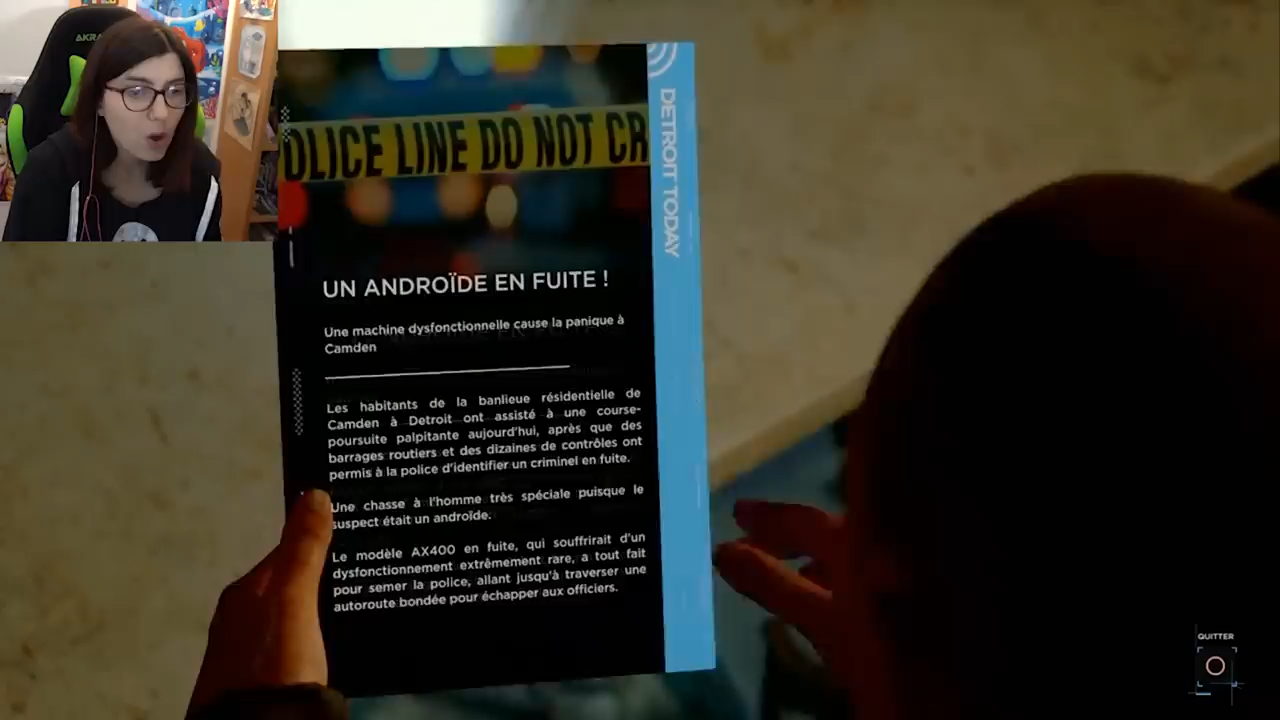 AKRA
OLICE LINE DO NOT CR
DETROIT TODAY
UN ANDROÏDE EN FUITE !
Une machine dysfonctionnelle cause la panique à
Camden
Les habitants de la banlieue résidentielle de
Camden à Detroit ont assisté à une course-
poursuite palpitante aujourd'hui, après que des
barrages routiers et des dizaines de contrôles ont
permis à la police d'identifier un criminel en fuite.
Une chasse à l'homme très spéciale puisque le
suspect était un androïde.
Le modèle AX400 en fuite, qui souffrirait d'un
dysfonctionnement extrêmement rare, a tout fait
pour semer la police, allant jusqu'à traverser une
autoroute bondée pour échapper aux officiers.
QUITTER